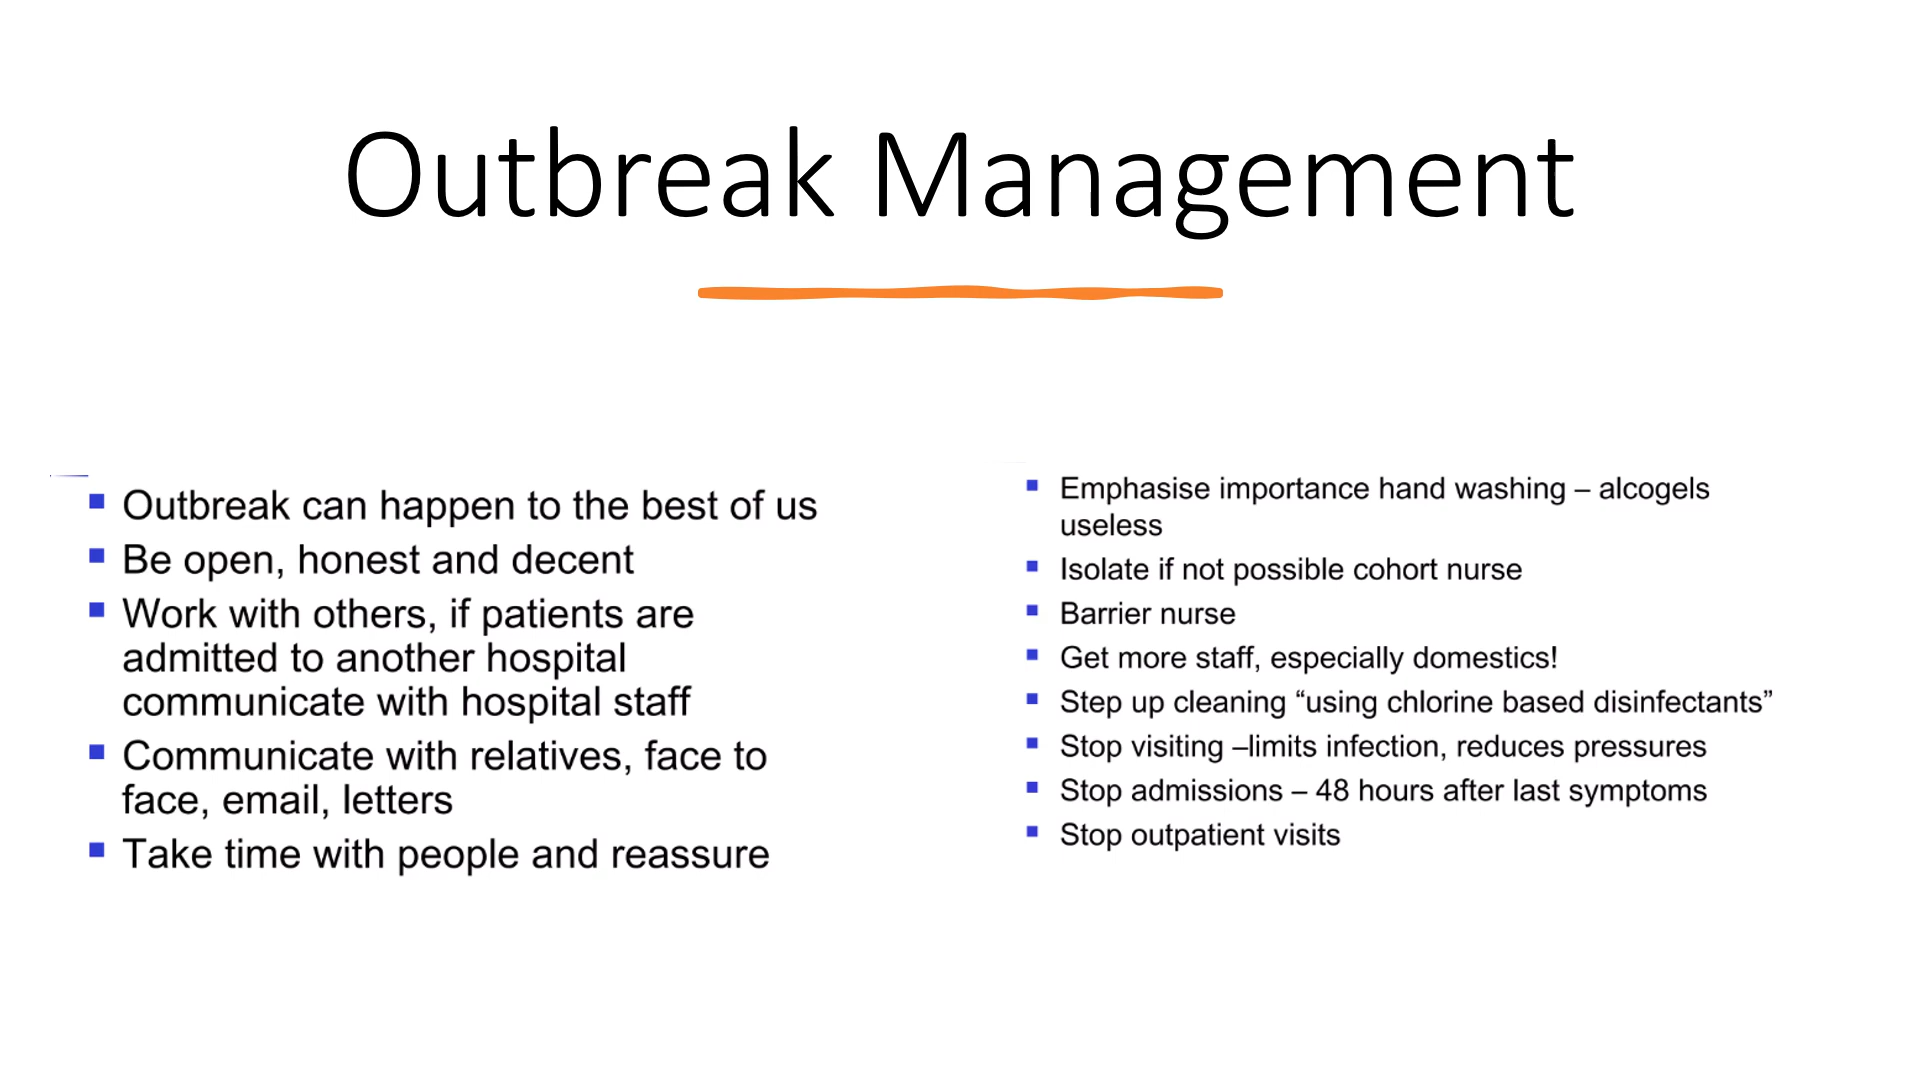 Outbreak Management
Outbreak can happen to the best of us
Be open, honest and decent
Work with others, if patients are
admitted to another hospital
communicate with hospital staff
Communicate with relatives, face to
face, email, letters
Take time with people and reassure
Emphasise importance hand washing – alcogels
useless
Isolate if not possible cohort nurse
Barrier nurse
Get more staff, especially domestics!
Step up cleaning “using chlorine based disinfectants”
Stop visiting –limits infection, reduces pressures
Stop admissions – 48 hours after last symptoms
Stop outpatient visits